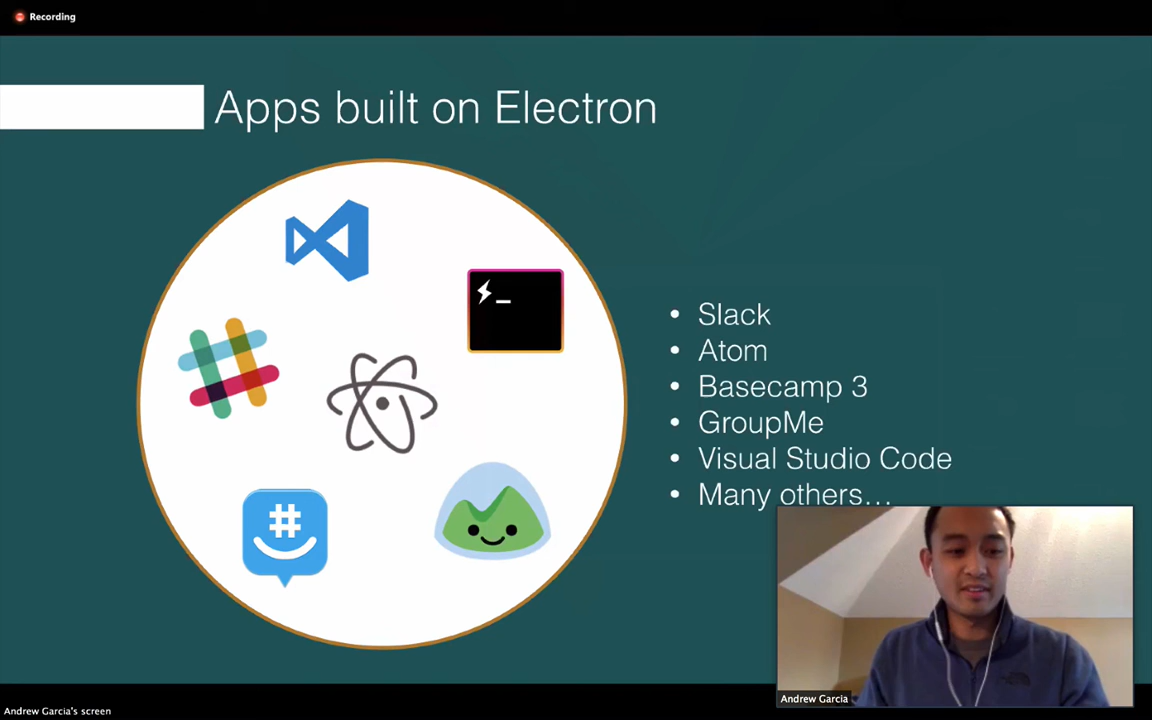 Recording
Apps built on Electron
• Slack
• Atom
• Basecamp 3
• GroupMe
• Visual Studio Code
• Many others...
Andrew Garcia
Andrew Garcia's screen